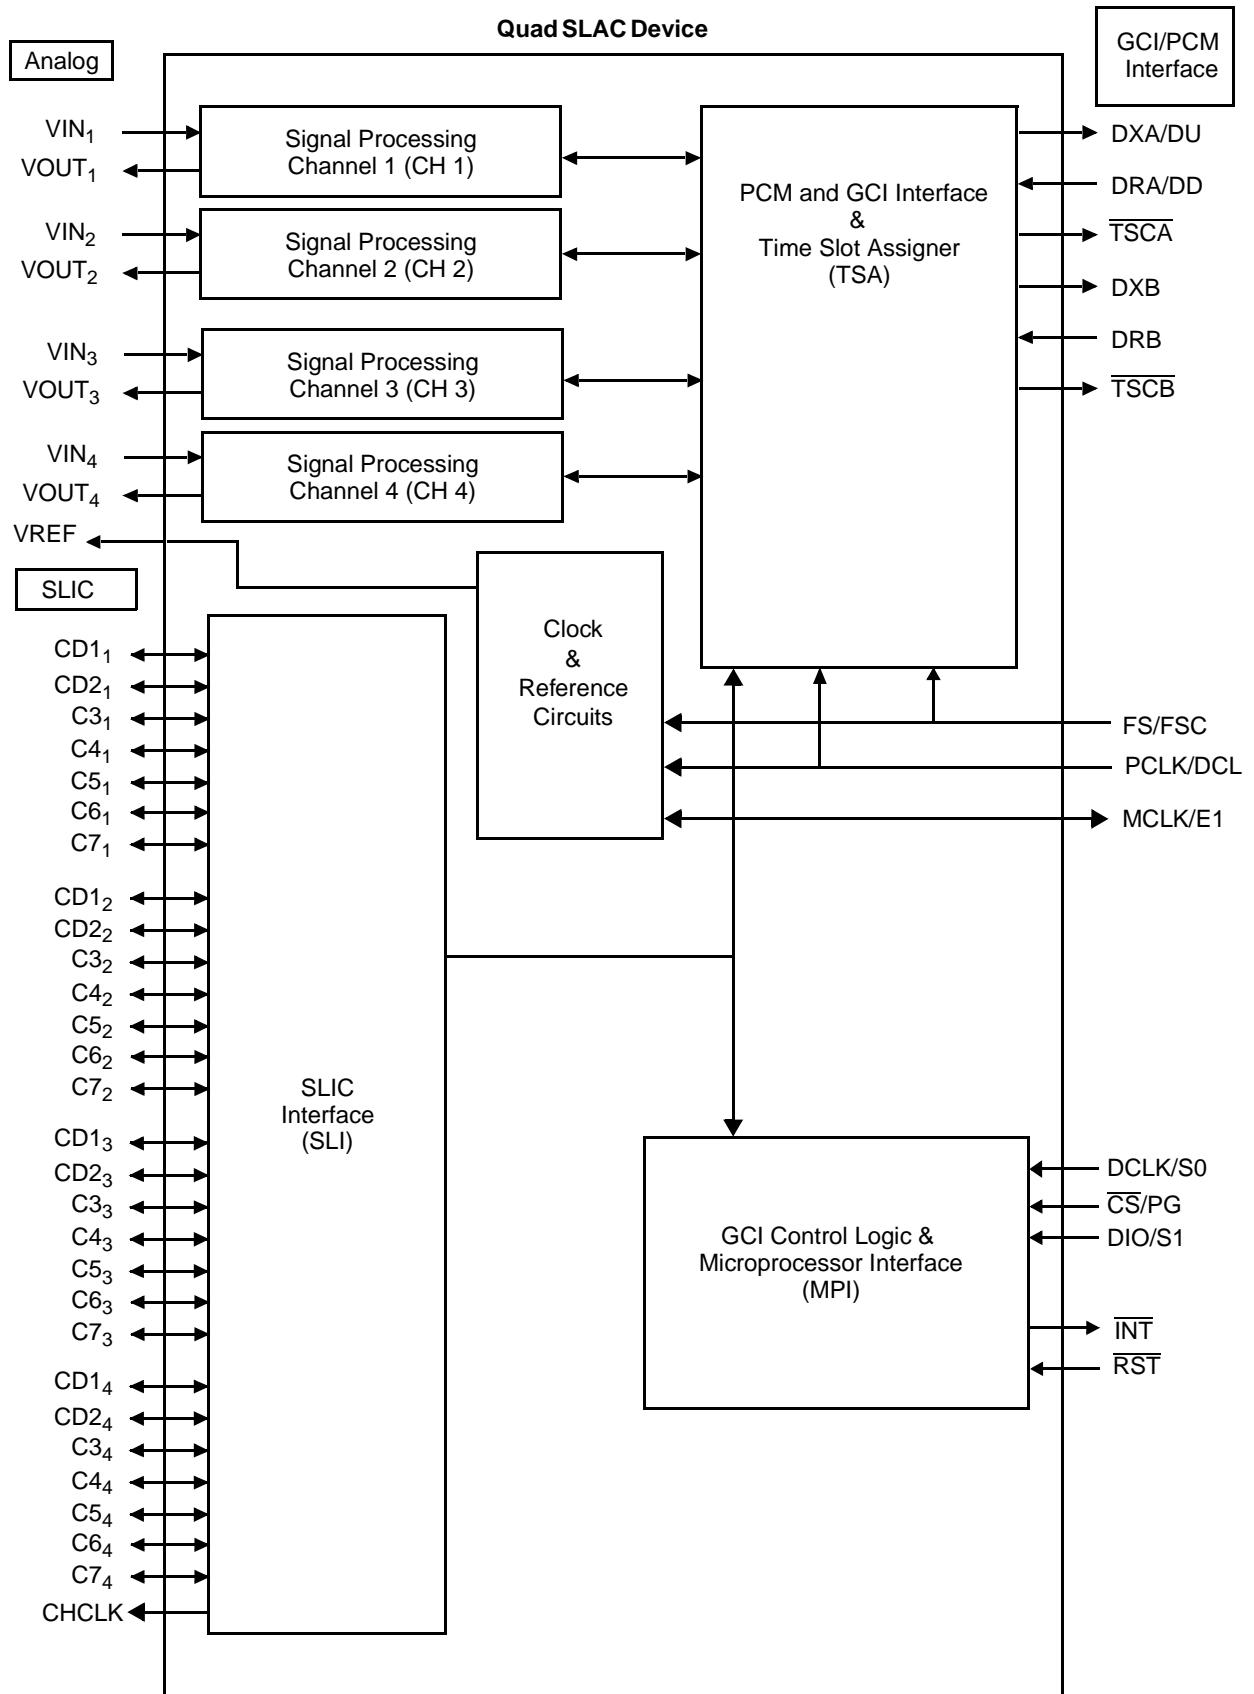 Quad SLAC Device
Analog
GCI/PCM
Interface
VIN1
VOUT1
VIN2
VOUT2
VIN3
VOUT3
VIN4
VOUT4
VREF
Signal Processing
Channel 1 (CH 1)
Signal Processing
Channel 2 (CH 2)
Signal Processing
Channel 3 (CH 3)
Signal Processing
Channel 4 (CH 4)
PCM and GCI Interface
&
Time Slot Assigner
(TSA)
DXA/DU
DRA/DD
TSCA
DXB
DRB
TSCB
SLIC
CD11
CD21
C31
C41
C51
C61
C71
CD12
CD22
C32
C42
C52
C62
C72
CD13
CD23
C33
C43
C53
C63
C73
CD14
CD24
C34
C44
C54
C64
C74
CHCLK
SLIC
Interface
(SLI)
Clock
&
Reference
Circuits
FS/FSC
PCLK/DCL
MCLK/E1
GCI Control Logic &
Microprocessor Interface
(MPI)
DCLK/S0
CS/PG
DIO/S1
INT
RST